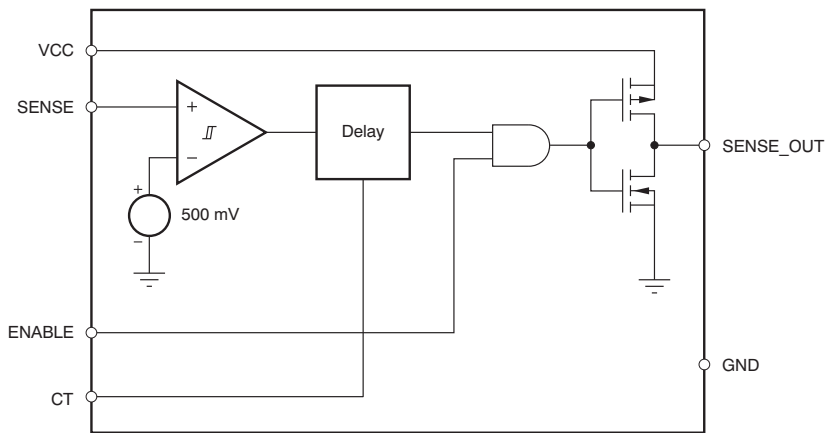 VCC
SENSE
+
−
Delay
SENSE_OUT
+
500 mV
−
ENABLE
GND
CT